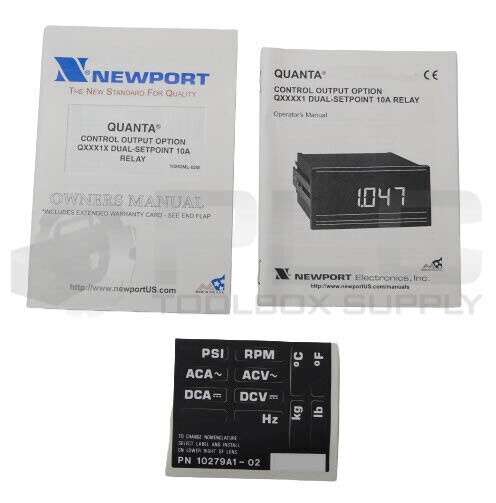 NEWPORT®
THE NEW STANDARD FOR QUALITY
QUANTA®
CONTROL OUTPUT OPTION
QXXX1X DUAL-SETPOINT 10A
RELAY
OWNERS MANUAL
*INCLUDES EXTENDED WARRANTY CARD - SEE END FLAP
http://www.newportUS.com
QUANTA®
CE
CONTROL OUTPUT OPTION
QXXXX1 DUAL-SETPOINT 10A RELAY
Operator's Manual
1.047
NEWPORT Electronics, Inc.
http://www.newportUS.com/manuals
PLC
TOOLBOX SUPPLY
PSI RPM °C °F
ACA~ ACV~
DCA⎓ DCV⎓ kg lb
Hz
TO CHANGE NOMENCLATURE
SELECT LABEL AND INSTALL
ON LOWER RIGHT OF LENS
PN 10279A1-02